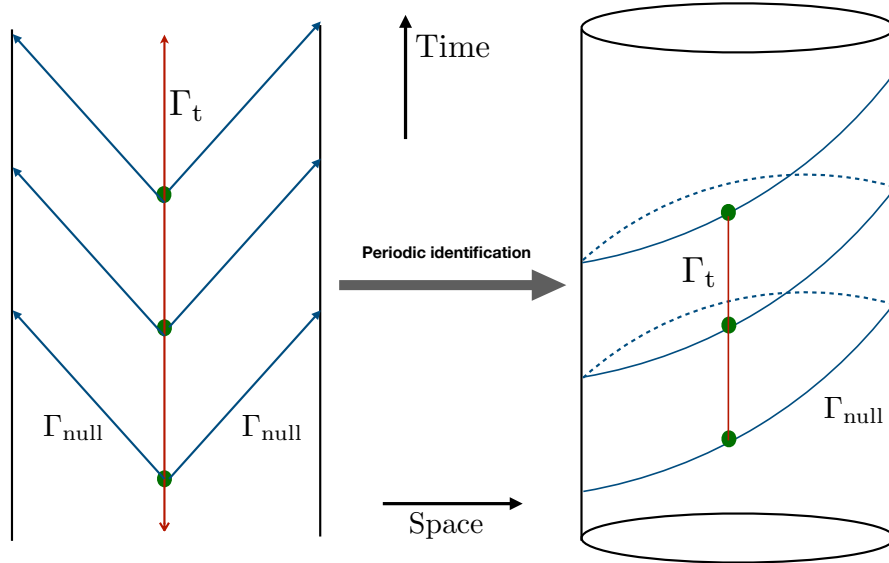 Γt
Time
Periodic identification
Γt
Γnull
Γnull
Γnull
Space